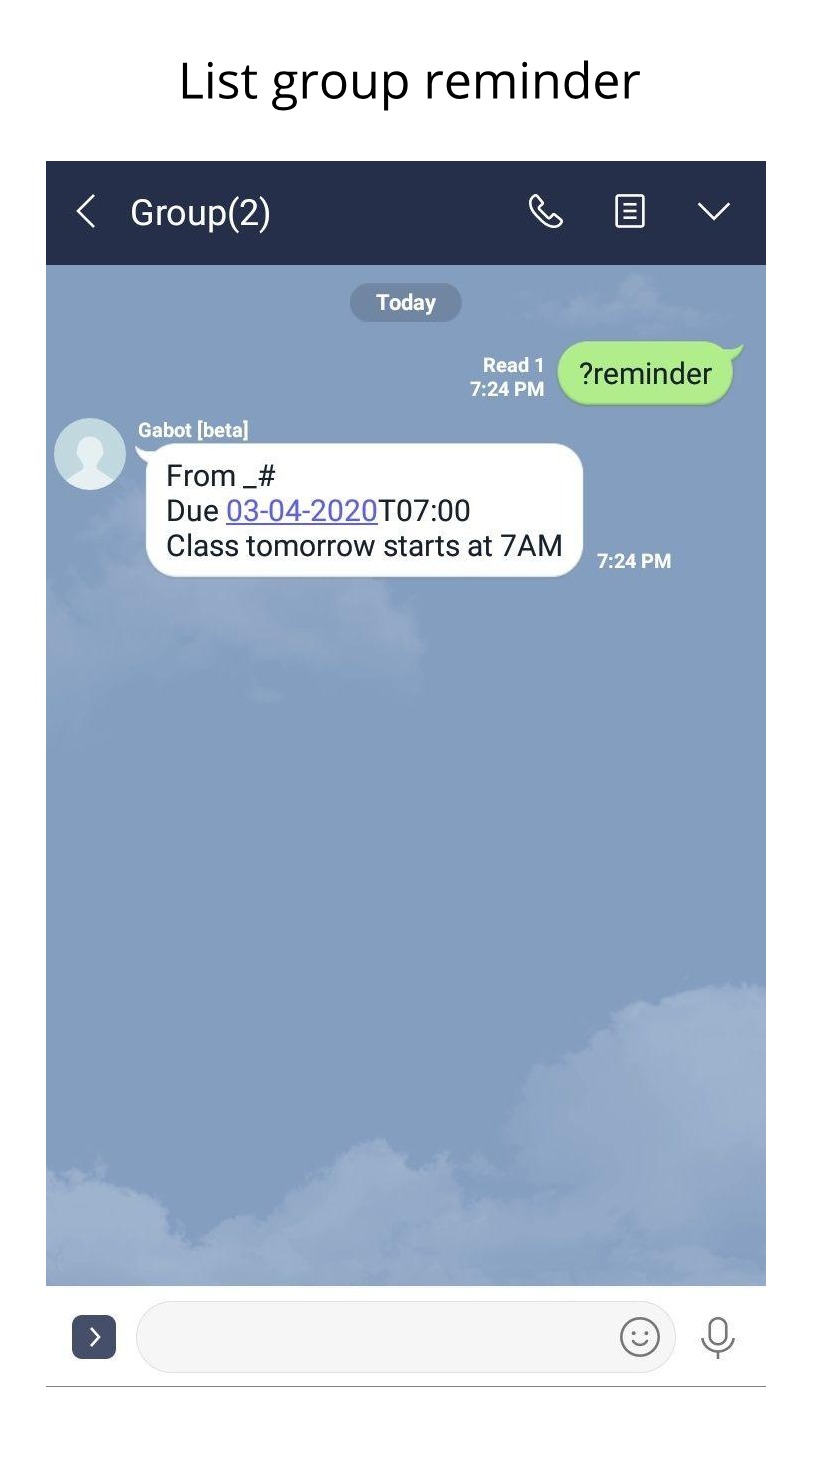 List group reminder
Group(2)
Today
Read 1
7:24 PM
?reminder
Gabot [beta]
From _#
Due 03-04-2020T07:00
Class tomorrow starts at 7AM
7:24 PM